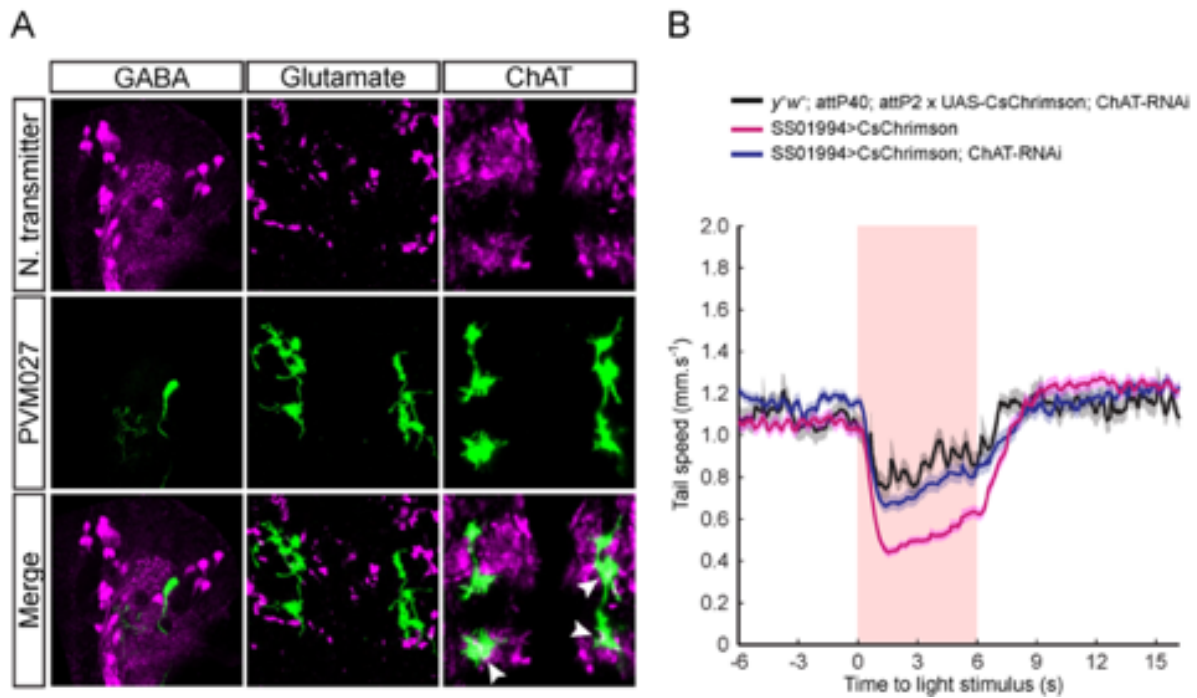 A
B
GABA
Glutamate
ChAT
N. transmitter
PVM027
Merge
y⁻w⁻; attP40; attP2 x UAS-CsChrimson; ChAT-RNAi
SS01994>CsChrimson
SS01994>CsChrimson; ChAT-RNAi
2.0
1.8
1.6
1.4
1.2
1.0
0.8
0.6
0.4
0.2
0
Tail speed (mm.s⁻¹)
-6
-3
0
3
6
9
12
15
Time to light stimulus (s)